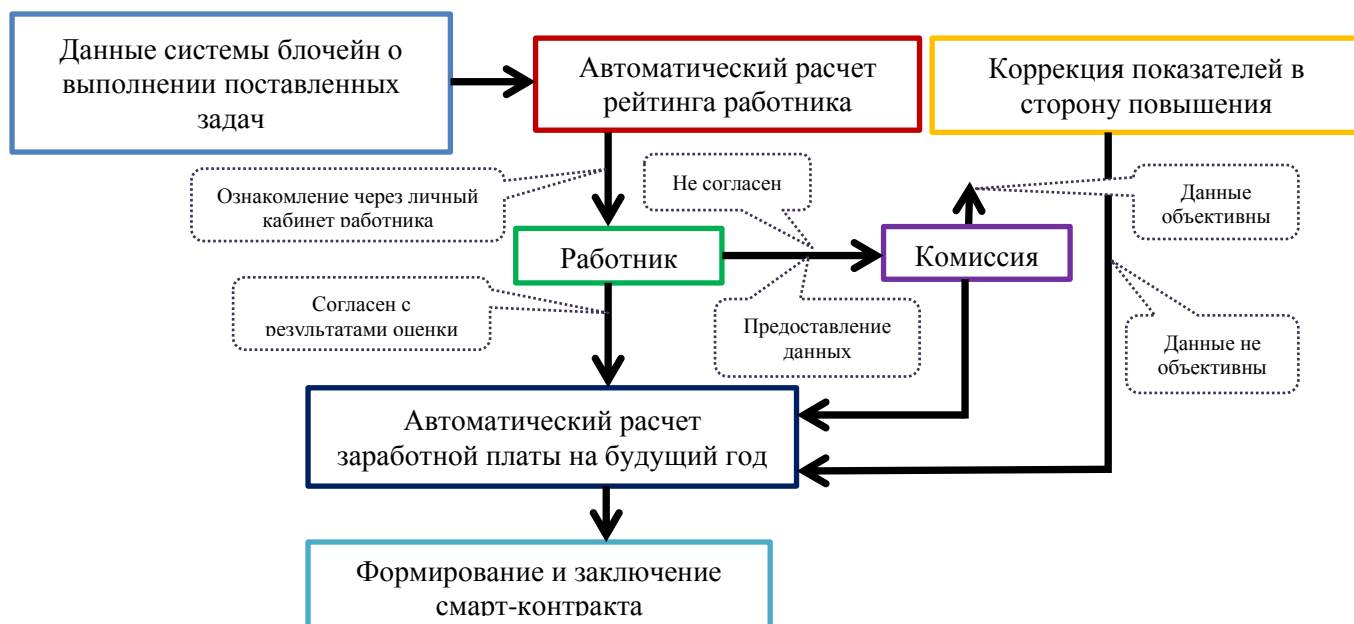 Данные системы блочейн о
выполнении поставленных
задач
Автоматический расчет
рейтинга работника
Коррекция показателей в
сторону повышения
Ознакомление через личный
кабинет работника
Не согласен
Данные
объективны
Работник
Комиссия
Согласен с
результатами оценки
Предоставление
данных
Данные не
объективны
Автоматический расчет
заработной платы на будущий год
Формирование и заключение
смарт-контракта